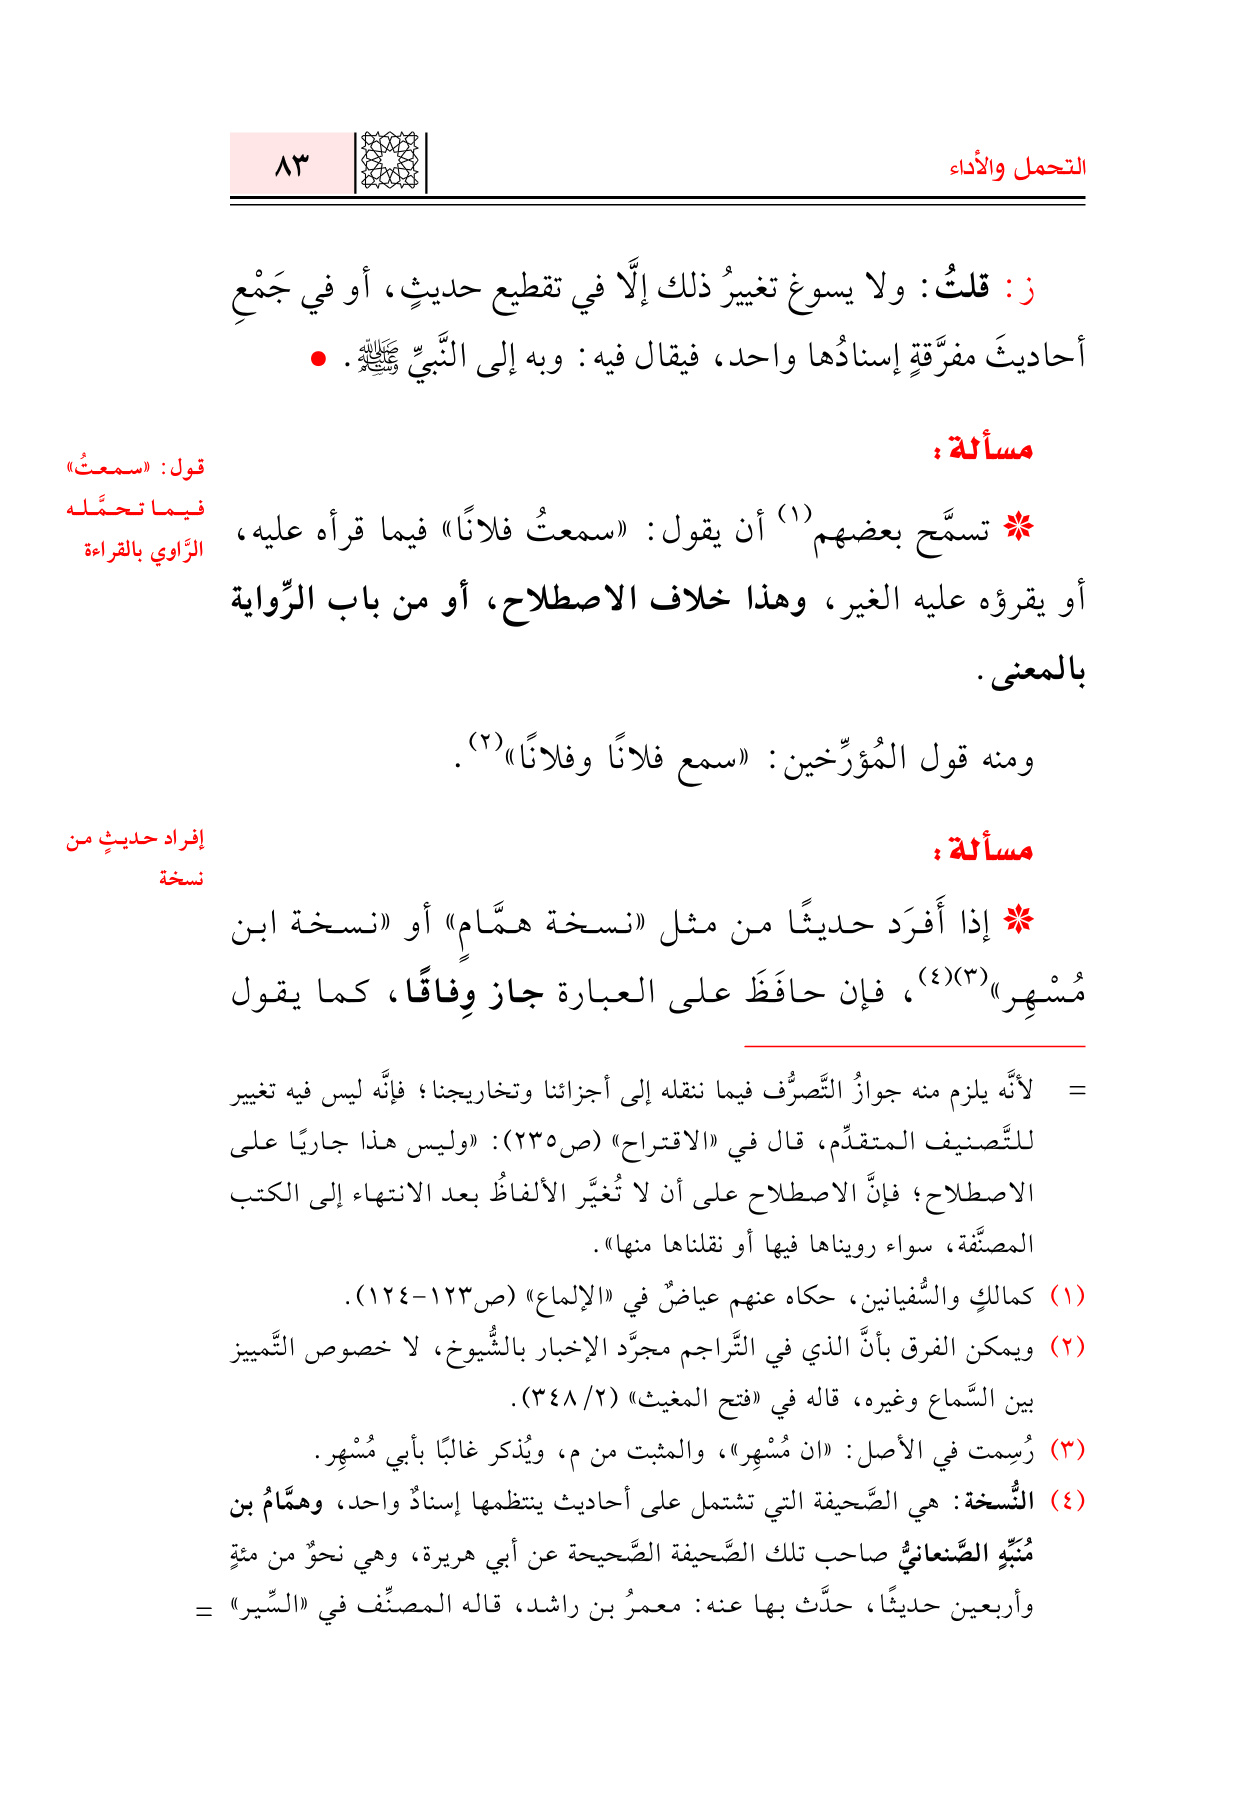 التحمل والأداء
٨٣
ز: قلتُ: ولا يسوغ تغييرُ ذلك إلَّا في تقطيع حديثٍ، أو في جَمْعِ
أحاديثَ مفرَّقةٍ إسنادُها واحد، فيقال فيه: وبه إلى النَّبيِّ ﷺ. ●
مسألة:
قول: «سمعتُ»
فيما تحمَّله
الرَّاوي بالقراءة
❋ تسمَّح بعضهم(١) أن يقول: «سمعتُ فلانًا» فيما قرأه عليه،
أو يقرؤه عليه الغير، وهذا خلاف الاصطلاح، أو من باب الرِّواية
بالمعنى.
ومنه قول المُؤرِّخين: «سمع فلانًا وفلانًا»(٢).
مسألة:
إفراد حديثٍ من
نسخة
❋ إذا أَفرَد حديثًا من مثل «نسخة همَّامٍ» أو «نسخة ابن
مُسْهِر»(٣)(٤)، فإن حافَظَ على العبارة جاز وِفاقًا، كما يقول
= لأنَّه يلزم منه جوازُ التَّصرُّف فيما ننقله إلى أجزائنا وتخاريجنا؛ فإنَّه ليس فيه تغيير
للتَّصنيف المتقدِّم، قال في «الاقتراح» (ص٢٣٥): «وليس هذا جاريًا على
الاصطلاح؛ فإنَّ الاصطلاح على أن لا تُغيَّر الألفاظُ بعد الانتهاء إلى الكتب
المصنَّفة، سواء رويناها فيها أو نقلناها منها».
(١) كمالكٍ والسُّفيانين، حكاه عنهم عياضٌ في «الإلماع» (ص١٢٣-١٢٤).
(٢) ويمكن الفرق بأنَّ الذي في التَّراجم مجرَّد الإخبار بالشُّيوخ، لا خصوص التَّمييز
بين السَّماع وغيره، قاله في «فتح المغيث» (٢/ ٣٤٨).
(٣) رُسِمت في الأصل: «ان مُسْهِر»، والمثبت من م، ويُذكر غالبًا بأبي مُسْهِر.
(٤) النُّسخة: هي الصَّحيفة التي تشتمل على أحاديث ينتظمها إسنادٌ واحد، وهمَّامُ بن
مُنَبِّهٍ الصَّنعانيُّ صاحب تلك الصَّحيفة الصَّحيحة عن أبي هريرة، وهي نحوٌ من مئةٍ
وأربعين حديثًا، حدَّث بها عنه: معمرُ بن راشد، قاله المصنِّف في «السِّير» =